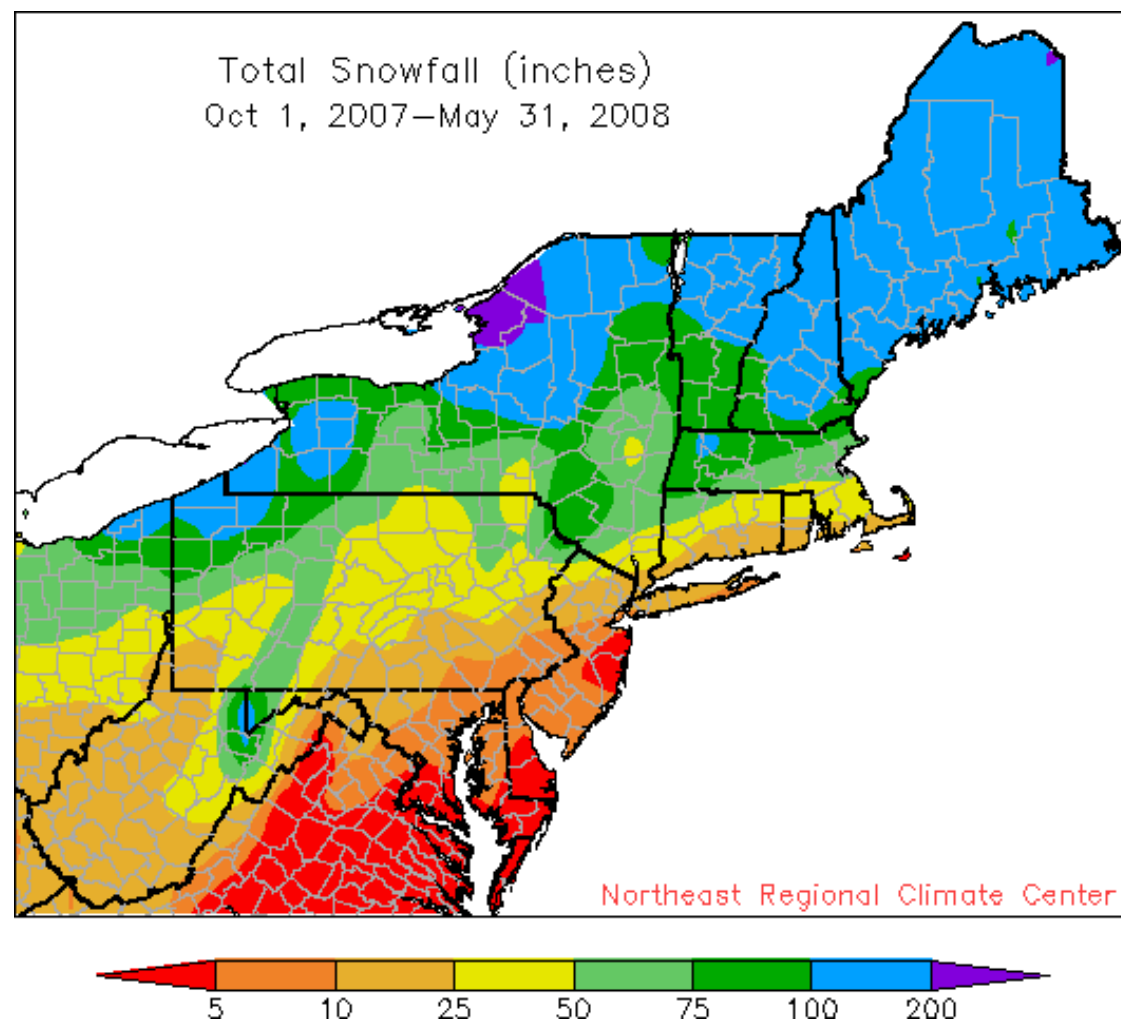 Total Snowfall (inches)
Oct 1, 2007–May 31, 2008
Northeast Regional Climate Center
5 10 25 50 75 100 200